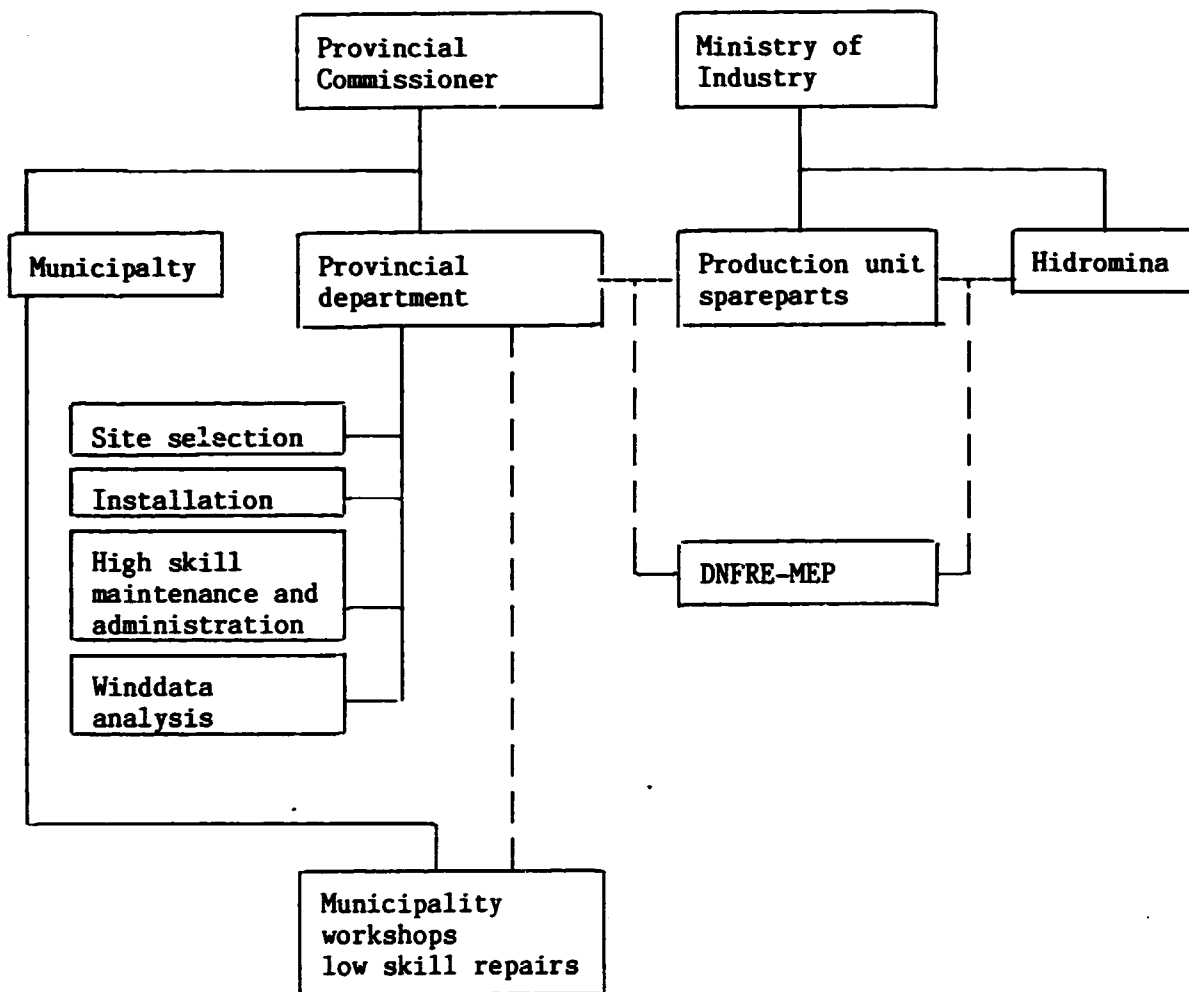 Provincial
Commissioner
Ministry of
Industry
Municipalty
Provincial
department
Production unit
spareparts
Hidromina
Site selection
Installation
High skill
maintenance and
administration
Winddata
analysis
DNFRE-MEP
Municipality
workshops
low skill repairs